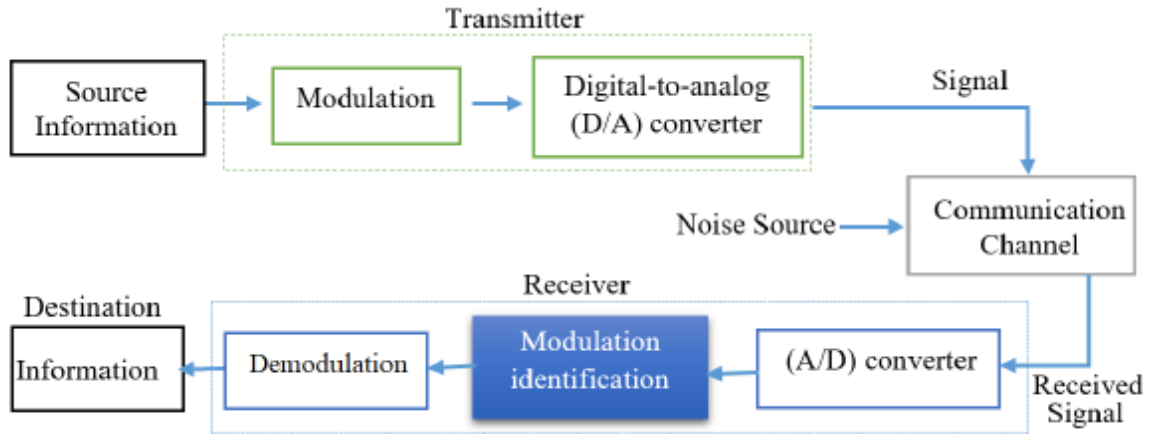 Transmitter
Source
Information
Modulation
Digital-to-analog
(D/A) converter
Signal
Noise Source
Communication
Channel
Receiver
Destination
Information
Demodulation
Modulation
identification
(A/D) converter
Received
Signal